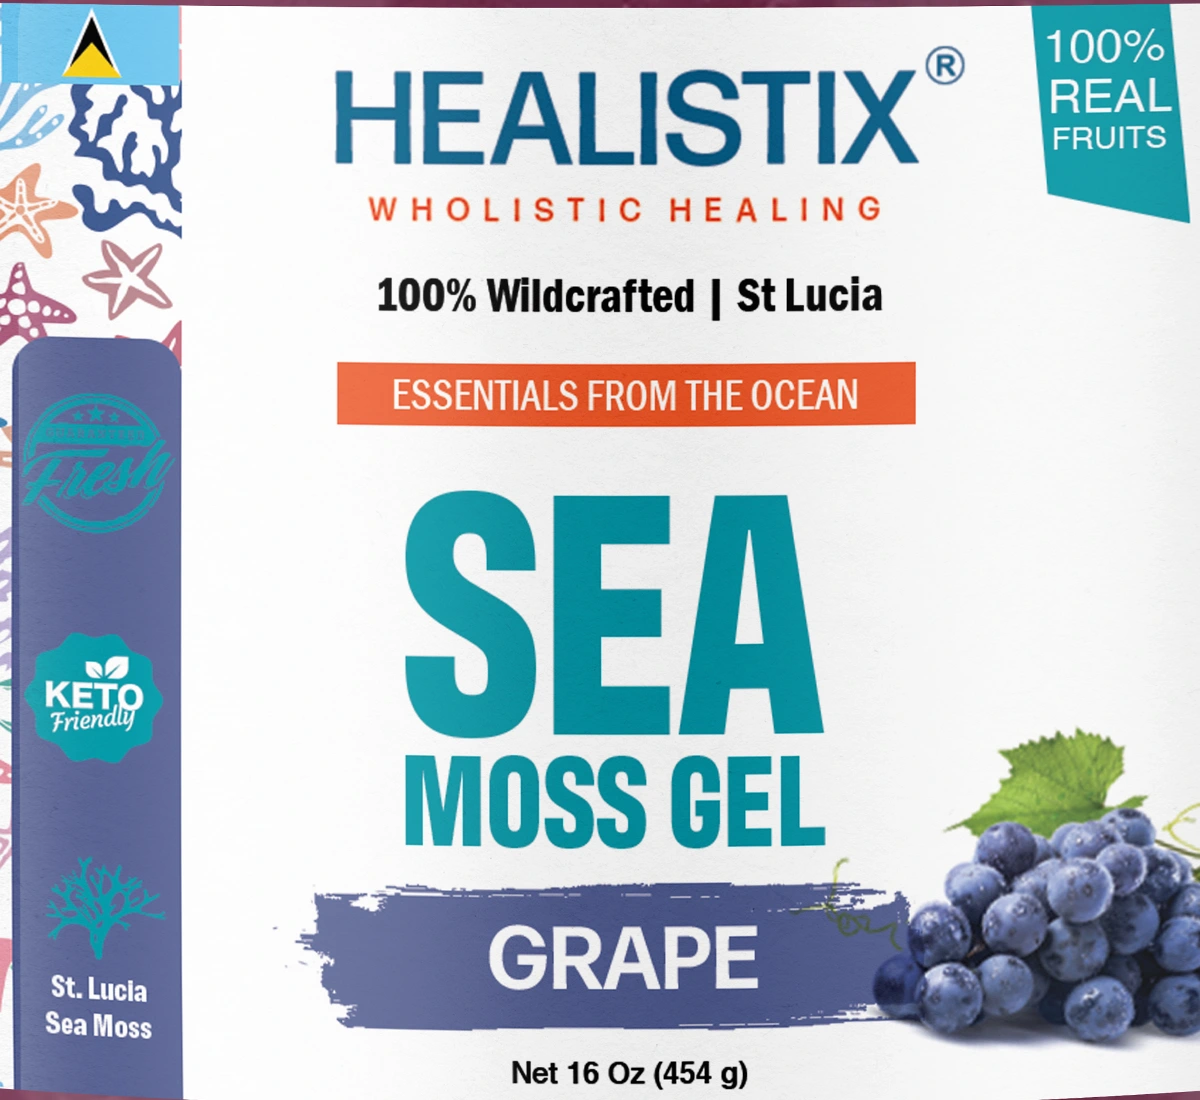 HEALISTIX®
WHOLISTIC HEALING
100% Wildcrafted | St Lucia
ESSENTIALS FROM THE OCEAN
SEA
MOSS GEL
GRAPE
Net 16 Oz (454 g)
100%
REAL
FRUITS
Fresh
KETO
Friendly
St. Lucia
Sea Moss